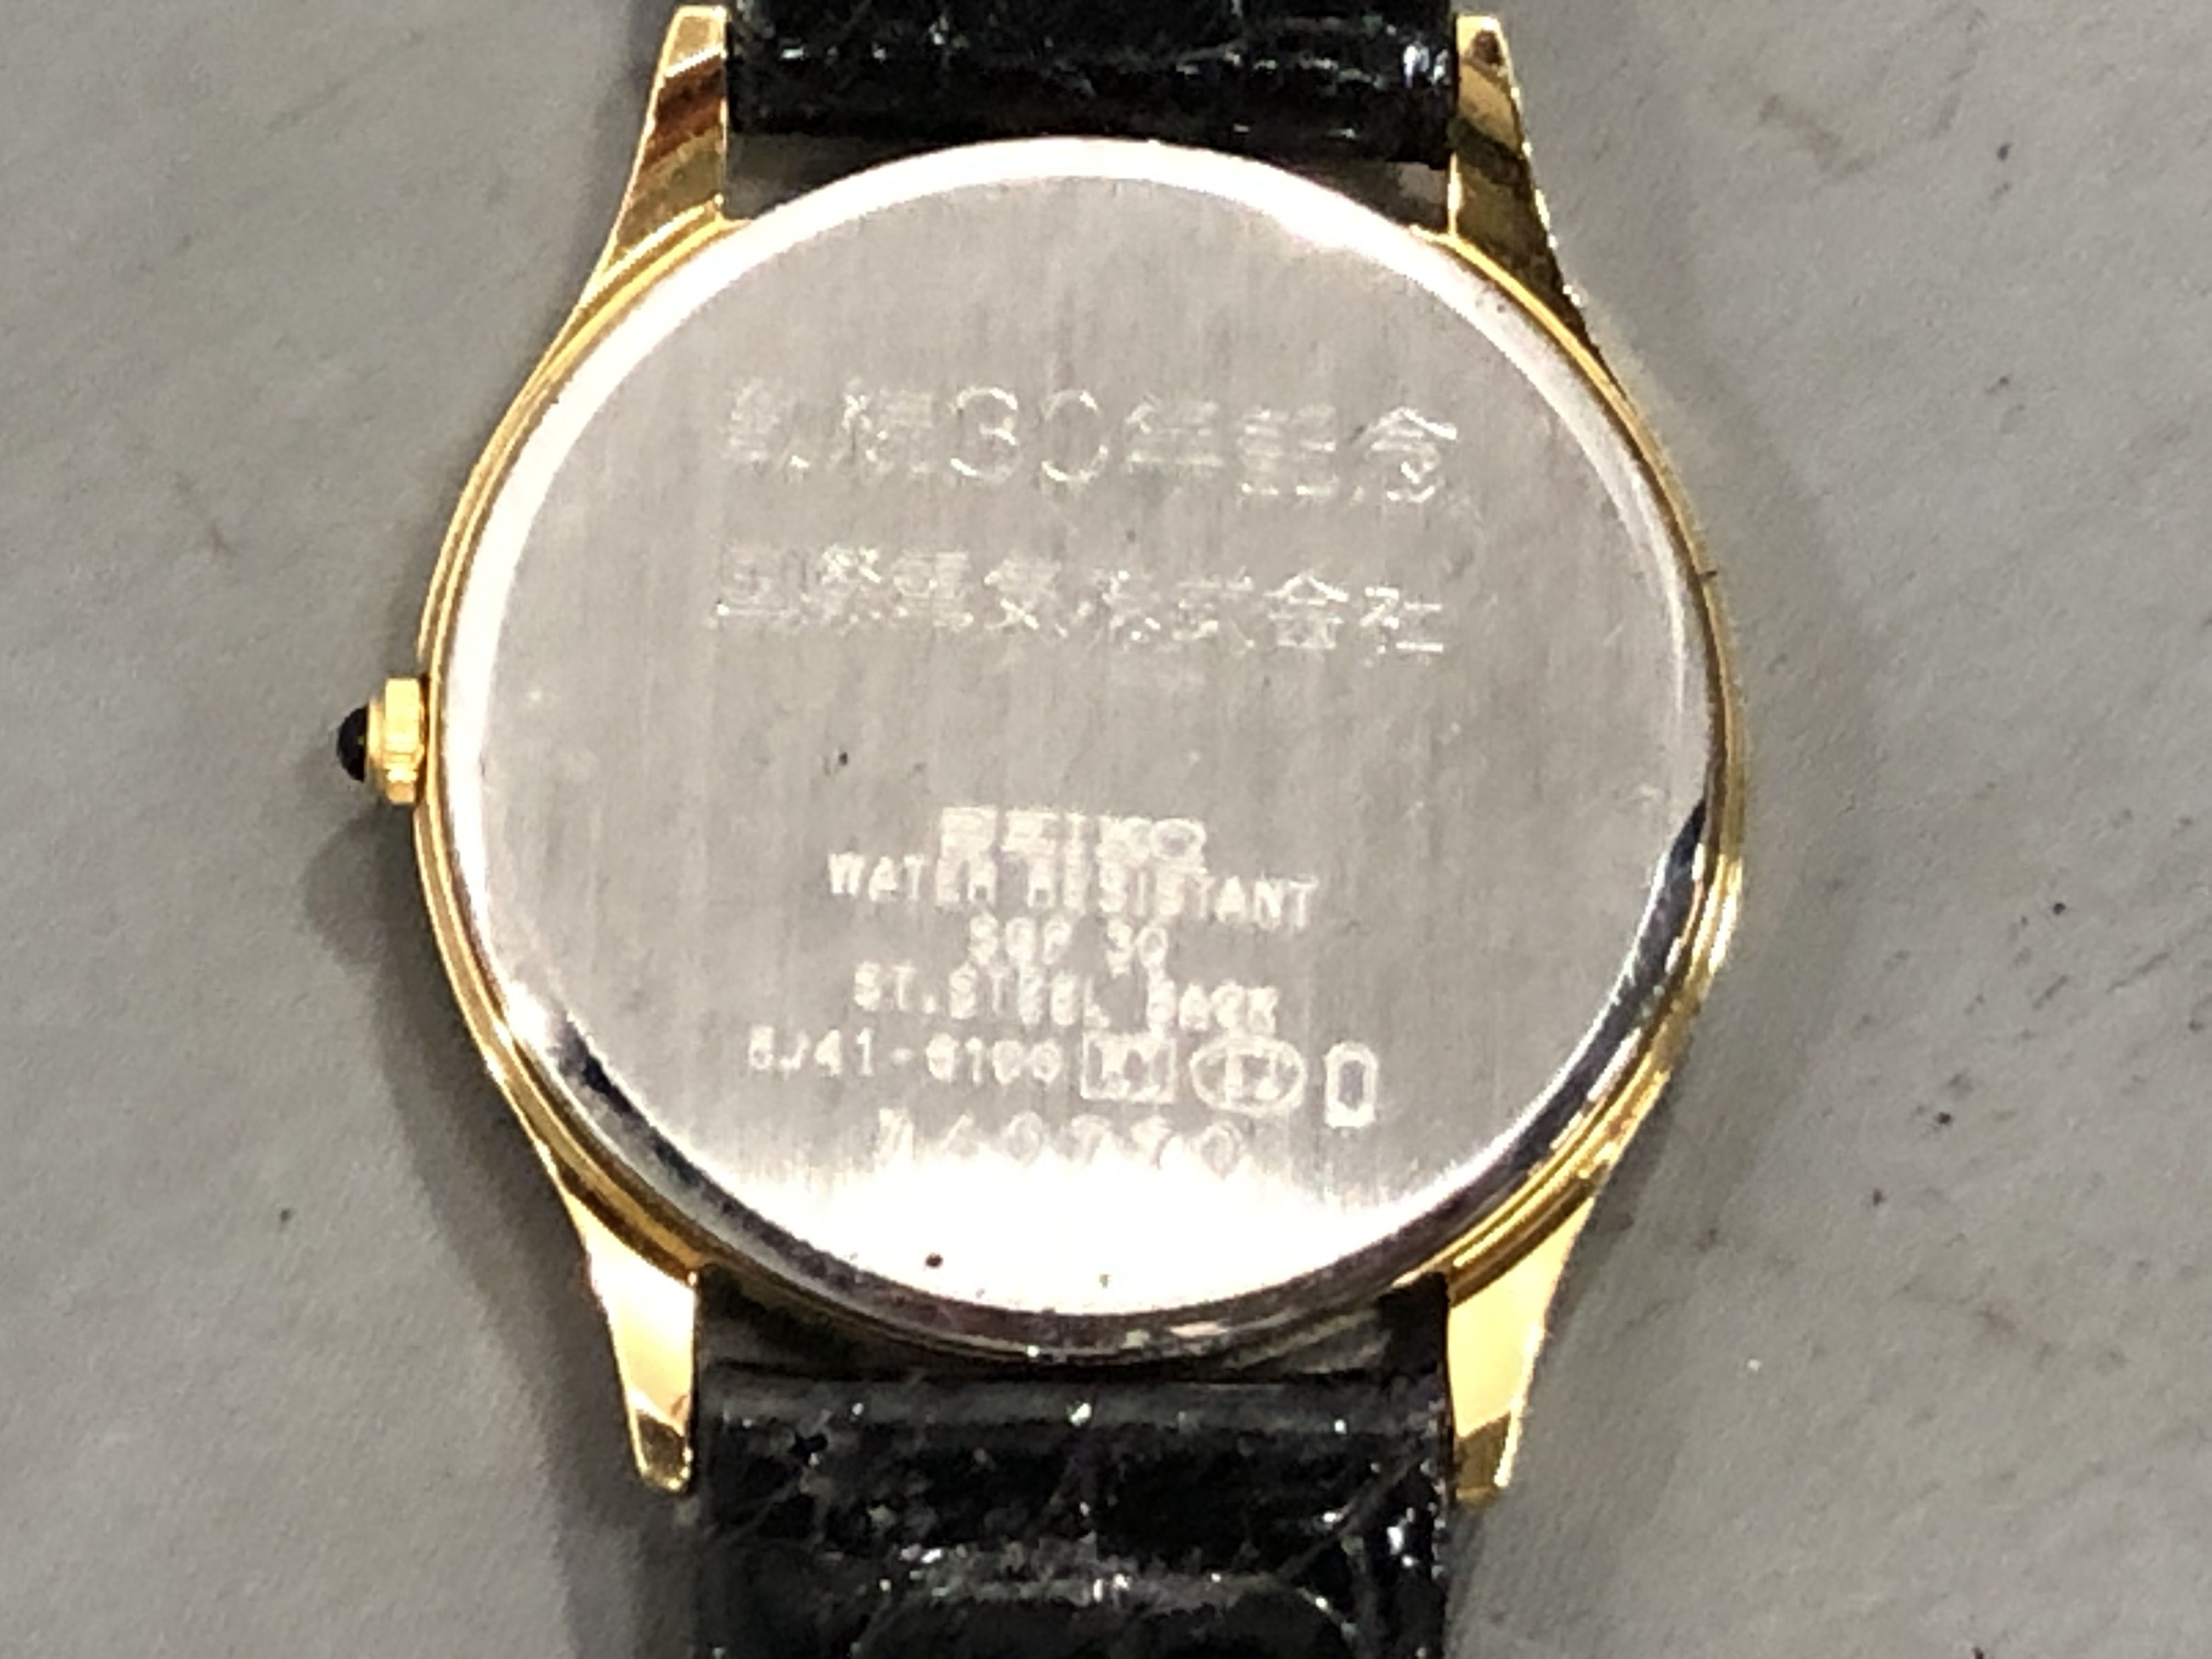 勤続30年記念
国際電気株式会社
SEIKO
WATER RESISTANT
SGP 30
ST.STEEL BACK
8J41-6100